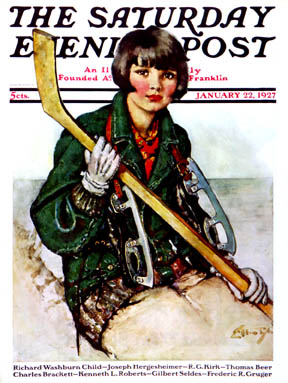 THE SATURDAY
EVENING POST
An Il ly
Founded A Franklin
5cts. JANUARY 22, 1927
Richard Washburn Child—Joseph Hergesheimer—R. G. Kirk—Thomas Beer
Charles Brackett—Kenneth L. Roberts—Gilbert Seldes—Frederic R. Gruger